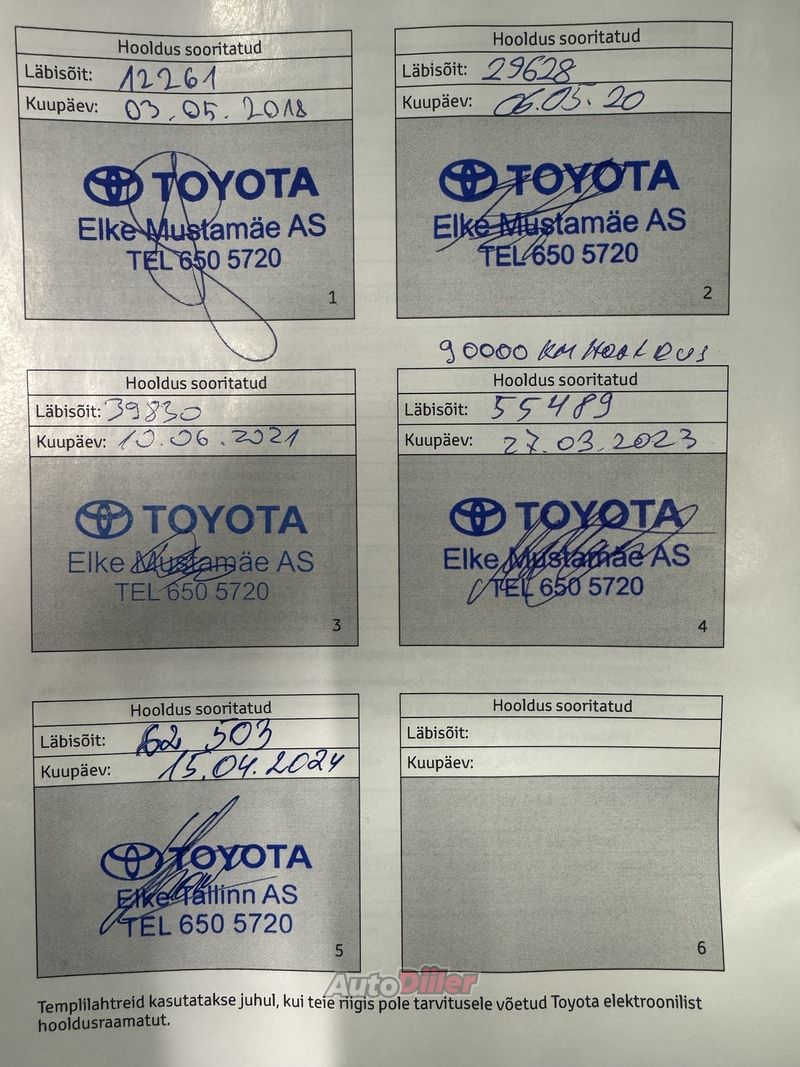 Hooldus sooritatud
Läbisõit: 12261
Kuupäev: 03.05.2018
TOYOTA
Elke Mustamäe AS
TEL 650 5720
1
Hooldus sooritatud
Läbisõit: 29628
Kuupäev: 06.05.20
TOYOTA
Elke Mustamäe AS
TEL 650 5720
2
Hooldus sooritatud
Läbisõit: 39830
Kuupäev: 10.06.2021
TOYOTA
Elke Mustamäe AS
TEL 650 5720
3
90000 KM HOOLDUS
Hooldus sooritatud
Läbisõit: 55489
Kuupäev: 27.03.2023
TOYOTA
Elke Mustamäe AS
TEL 650 5720
4
Hooldus sooritatud
Läbisõit: 62 503
Kuupäev: 15.04.2024
TOYOTA
Elke Tallinn AS
TEL 650 5720
5
Hooldus sooritatud
Läbisõit:
Kuupäev:
6
AutoDiiler
Templilahtreid kasutatakse juhul, kui teie riigis pole tarvitusele võetud Toyota elektroonilist
hooldusraamatut.